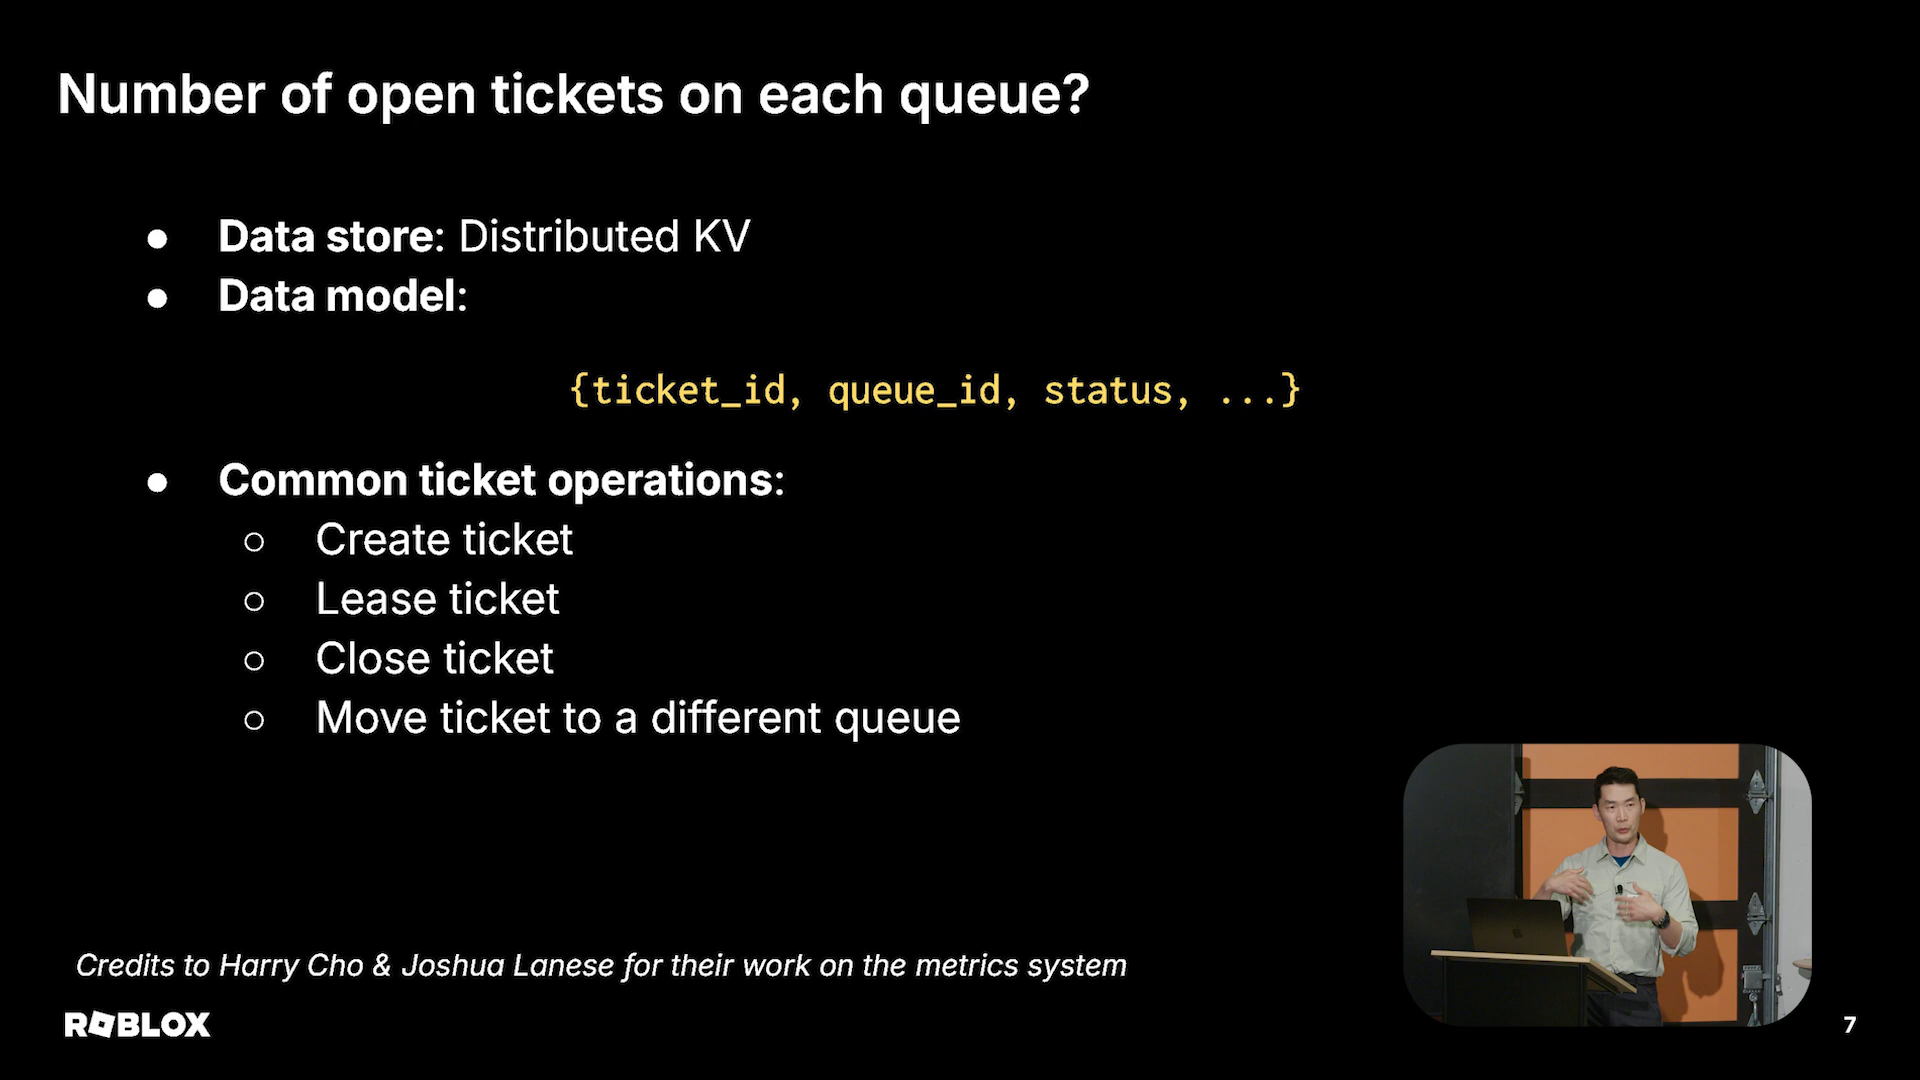 Number of open tickets on each queue?
● Data store: Distributed KV
● Data model:
{ticket_id, queue_id, status, ...}
● Common ticket operations:
○ Create ticket
○ Lease ticket
○ Close ticket
○ Move ticket to a different queue
Credits to Harry Cho & Joshua Lanese for their work on the metrics system
ROBLOX
7